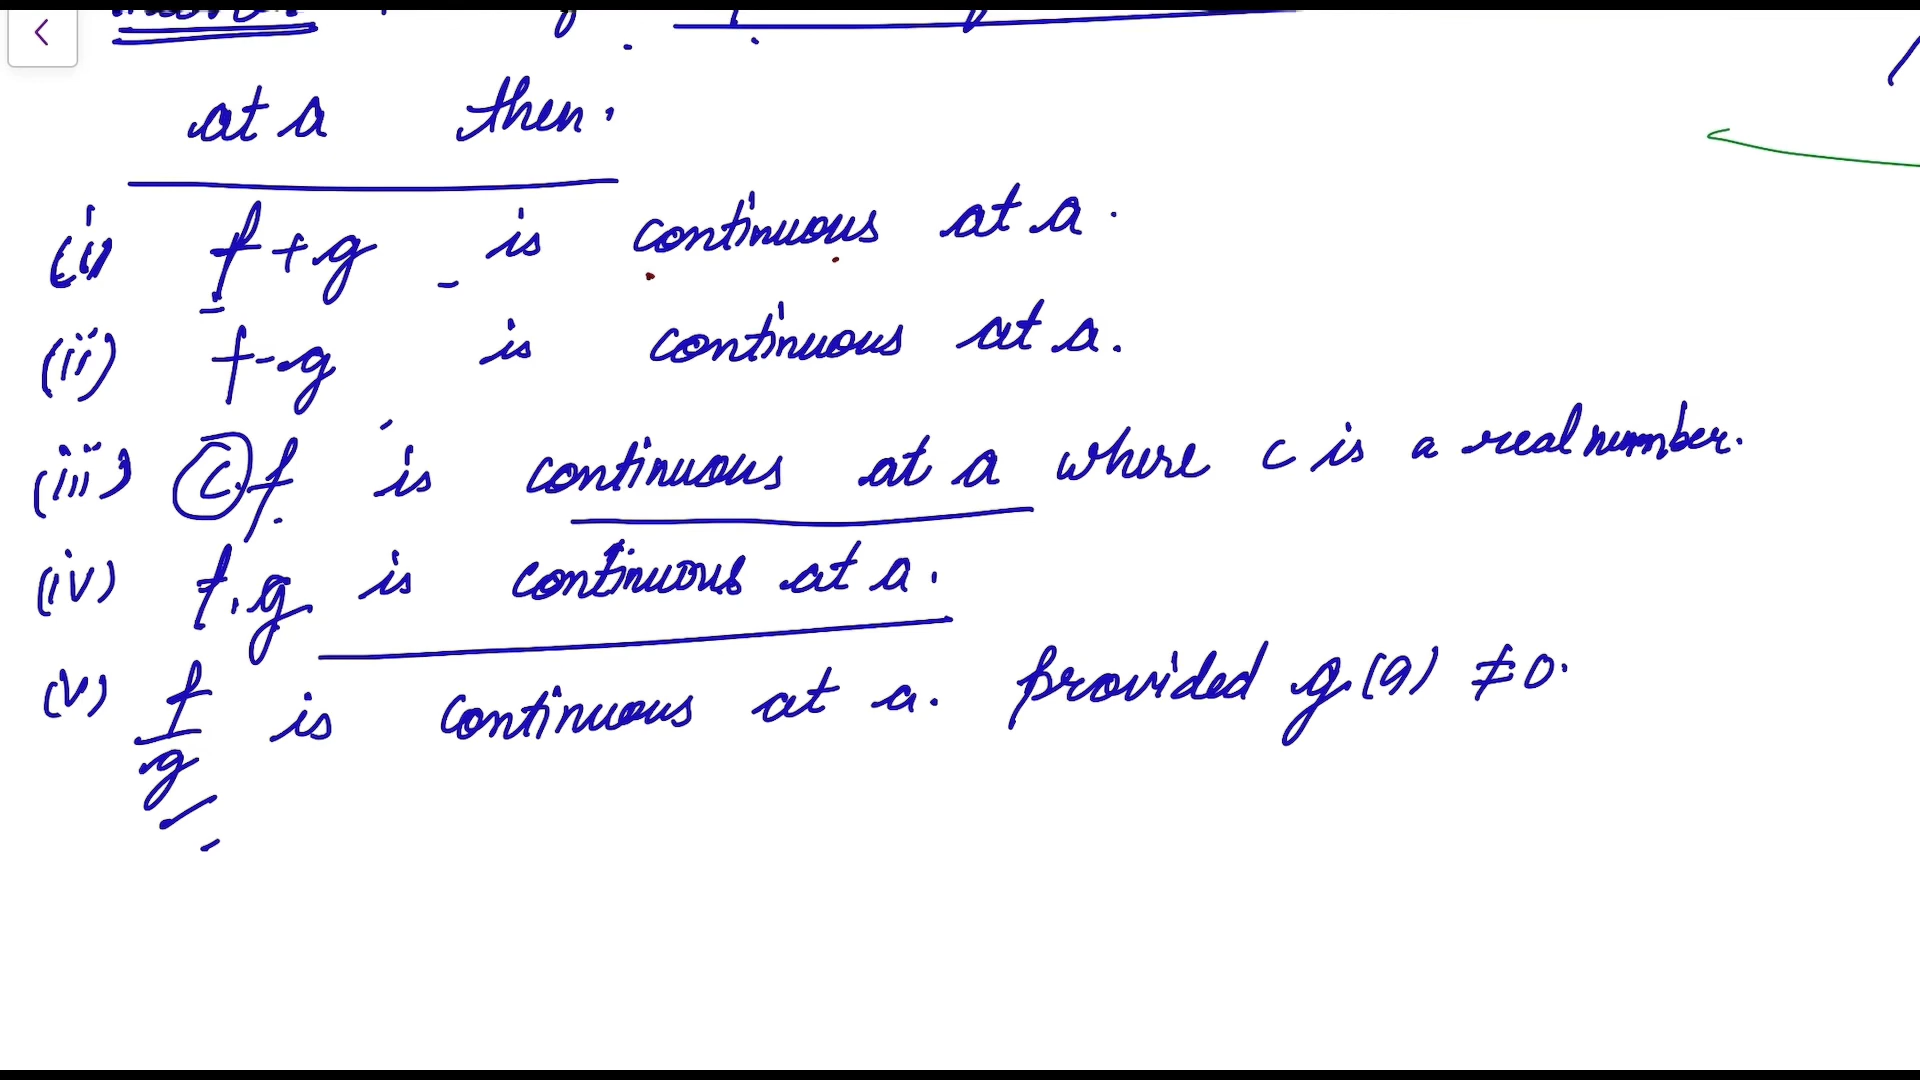 at a then.
(i) f+g is continuous at a.
(ii) f-g is continuous at a.
(iii) c.f is continuous at a where c is a real number.
(iv) f.g is continuous at a.
(v) f/g is continuous at a. provided g(a) ≠ 0.